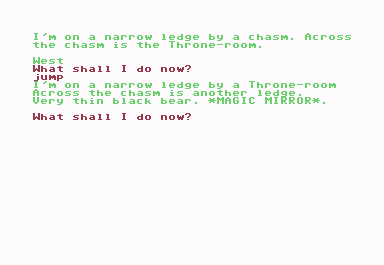 I'm on a narrow ledge by a chasm. Across
the chasm is the Throne-room.
West
What shall I do now?
jump
I'm on a narrow ledge by a Throne-room
Across the chasm is another ledge.
Very thin black bear. *MAGIC MIRROR*.
What shall I do now?